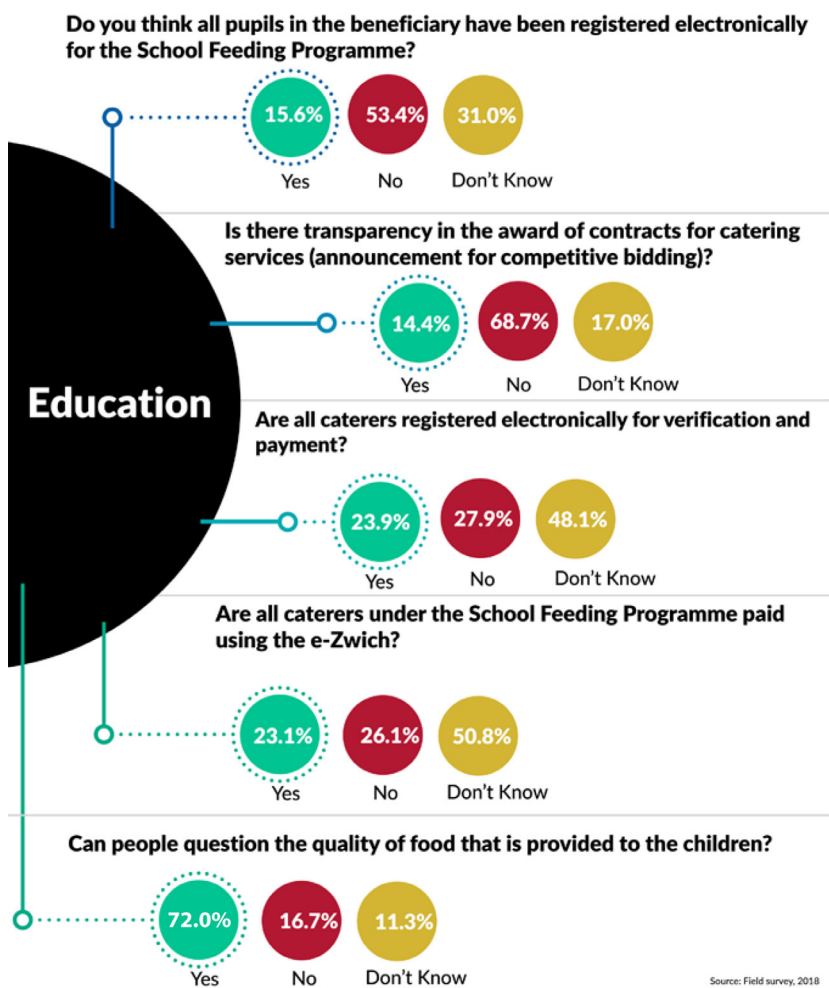 Do you think all pupils in the beneficiary have been registered electronically
for the School Feeding Programme?
15.6% 53.4% 31.0%
Yes No Don't Know
Is there transparency in the award of contracts for catering
services (announcement for competitive bidding)?
14.4% 68.7% 17.0%
Yes No Don't Know
Education
Are all caterers registered electronically for verification and
payment?
23.9% 27.9% 48.1%
Yes No Don't Know
Are all caterers under the School Feeding Programme paid
using the e-Zwich?
23.1% 26.1% 50.8%
Yes No Don't Know
Can people question the quality of food that is provided to the children?
72.0% 16.7% 11.3%
Yes No Don't Know
Source: Field survey, 2018